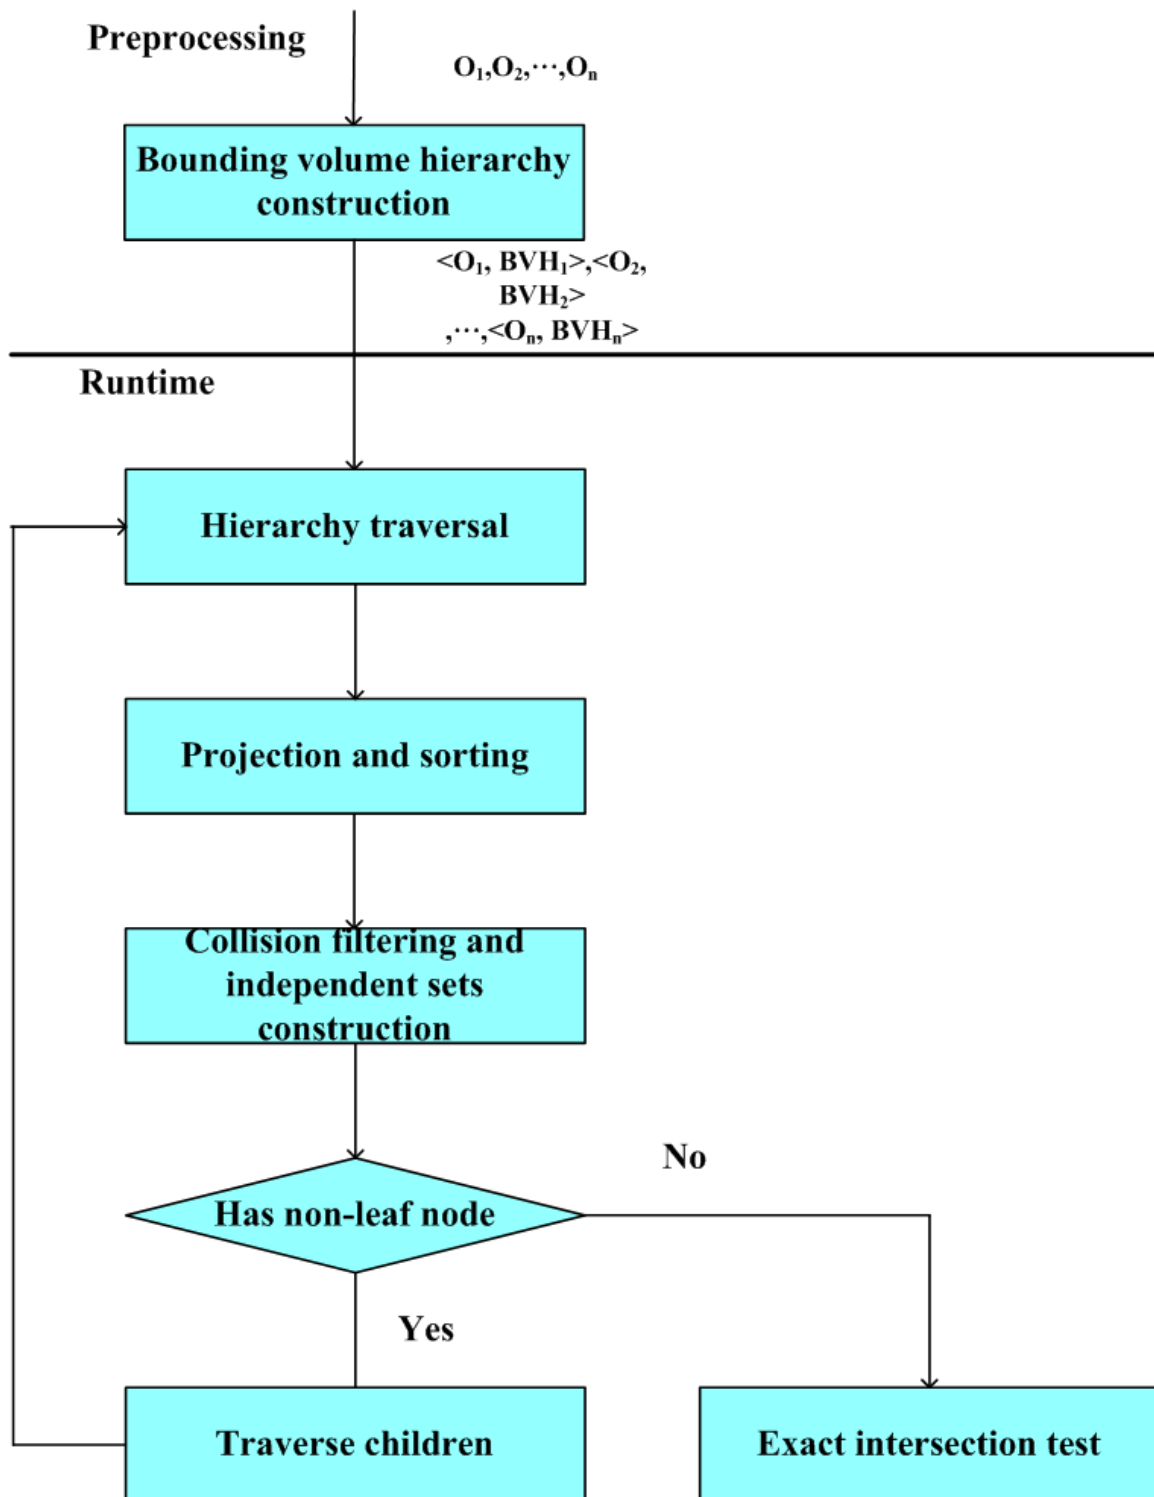 Preprocessing
O₁,O₂,⋯,Oₙ
Bounding volume hierarchy
construction
<O₁, BVH₁>,<O₂,
BVH₂>
,⋯,<Oₙ, BVHₙ>
Runtime
Hierarchy traversal
Projection and sorting
Collision filtering and
independent sets
construction
Has non-leaf node
No
Yes
Traverse children
Exact intersection test